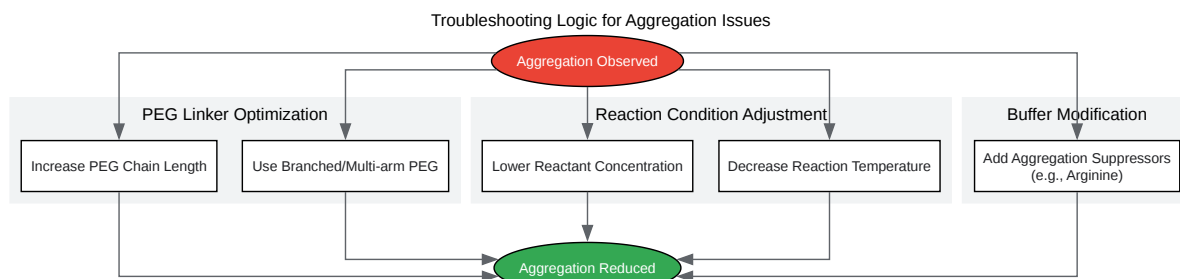 Troubleshooting Logic for Aggregation Issues
Aggregation Observed
PEG Linker Optimization
Reaction Condition Adjustment
Buffer Modification
Increase PEG Chain Length
Use Branched/Multi-arm PEG
Lower Reactant Concentration
Decrease Reaction Temperature
Add Aggregation Suppressors
(e.g., Arginine)
Aggregation Reduced